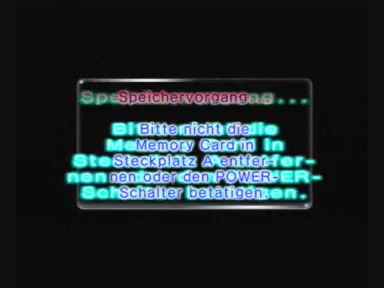 Speichervorgang...
Bitte nicht die
Memory Card in
Steckplatz A entfer-
nen oder den POWER-
Schalter betätigen.